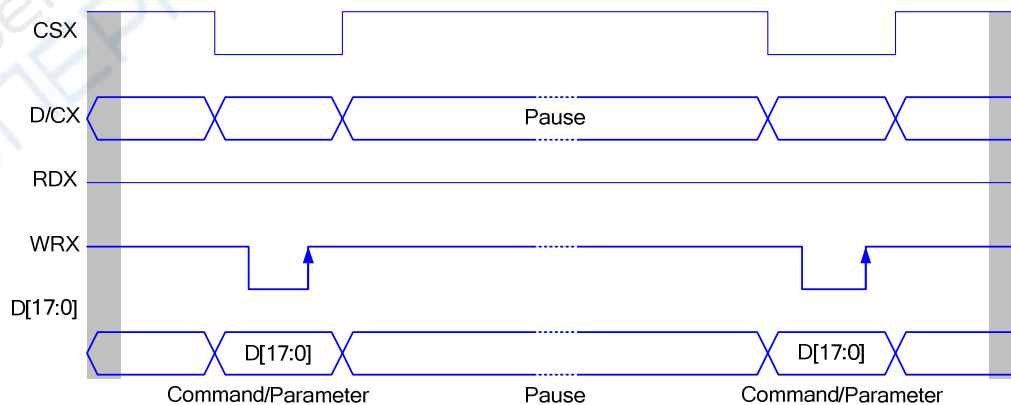 CSX
D/CX
Pause
RDX
WRX
D[17:0]
D[17:0]
D[17:0]
Command/Parameter
Pause
Command/Parameter